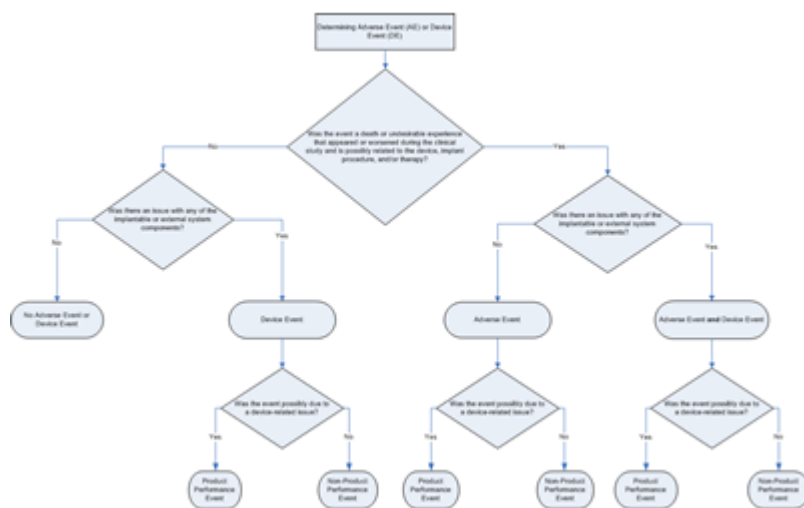 Determining Adverse Event (AE) or Device
Event (DE)
Was the event a death or undesirable experience
that appeared or worsened during the clinical
study and is possibly related to the device, implant
procedure, and/or therapy?
No
Yes
Was there an issue with any of the
implantable or external system
components?
Was there an issue with any of the
implantable or external system
components?
No
Yes
No
Yes
No Adverse Event or
Device Event
Device Event
Adverse Event
Adverse Event and Device Event
Was the event possibly due to
a device-related issue?
Was the event possibly due to
a device-related issue?
Was the event possibly due to
a device-related issue?
Yes
No
Yes
No
Yes
No
Product
Performance
Event
Non-Product
Performance
Event
Product
Performance
Event
Non-Product
Performance
Event
Product
Performance
Event
Non-Product
Performance
Event